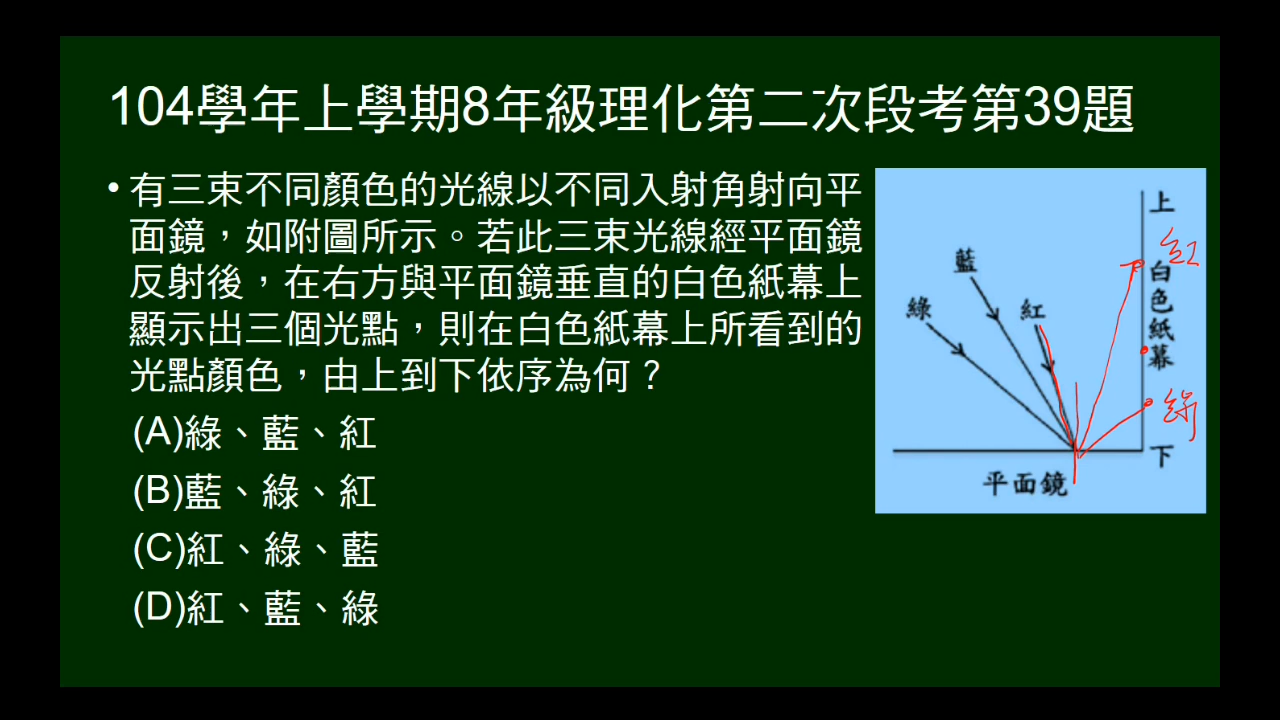 104學年上學期8年級理化第二次段考第39題
•有三束不同顏色的光線以不同入射角射向平
面鏡，如附圖所示。若此三束光線經平面鏡
反射後，在右方與平面鏡垂直的白色紙幕上
顯示出三個光點，則在白色紙幕上所看到的
光點顏色，由上到下依序為何？
(A)綠、藍、紅
(B)藍、綠、紅
(C)紅、綠、藍
(D)紅、藍、綠
上
紅
藍
白色紙幕
綠
紅
綠
下
平面鏡